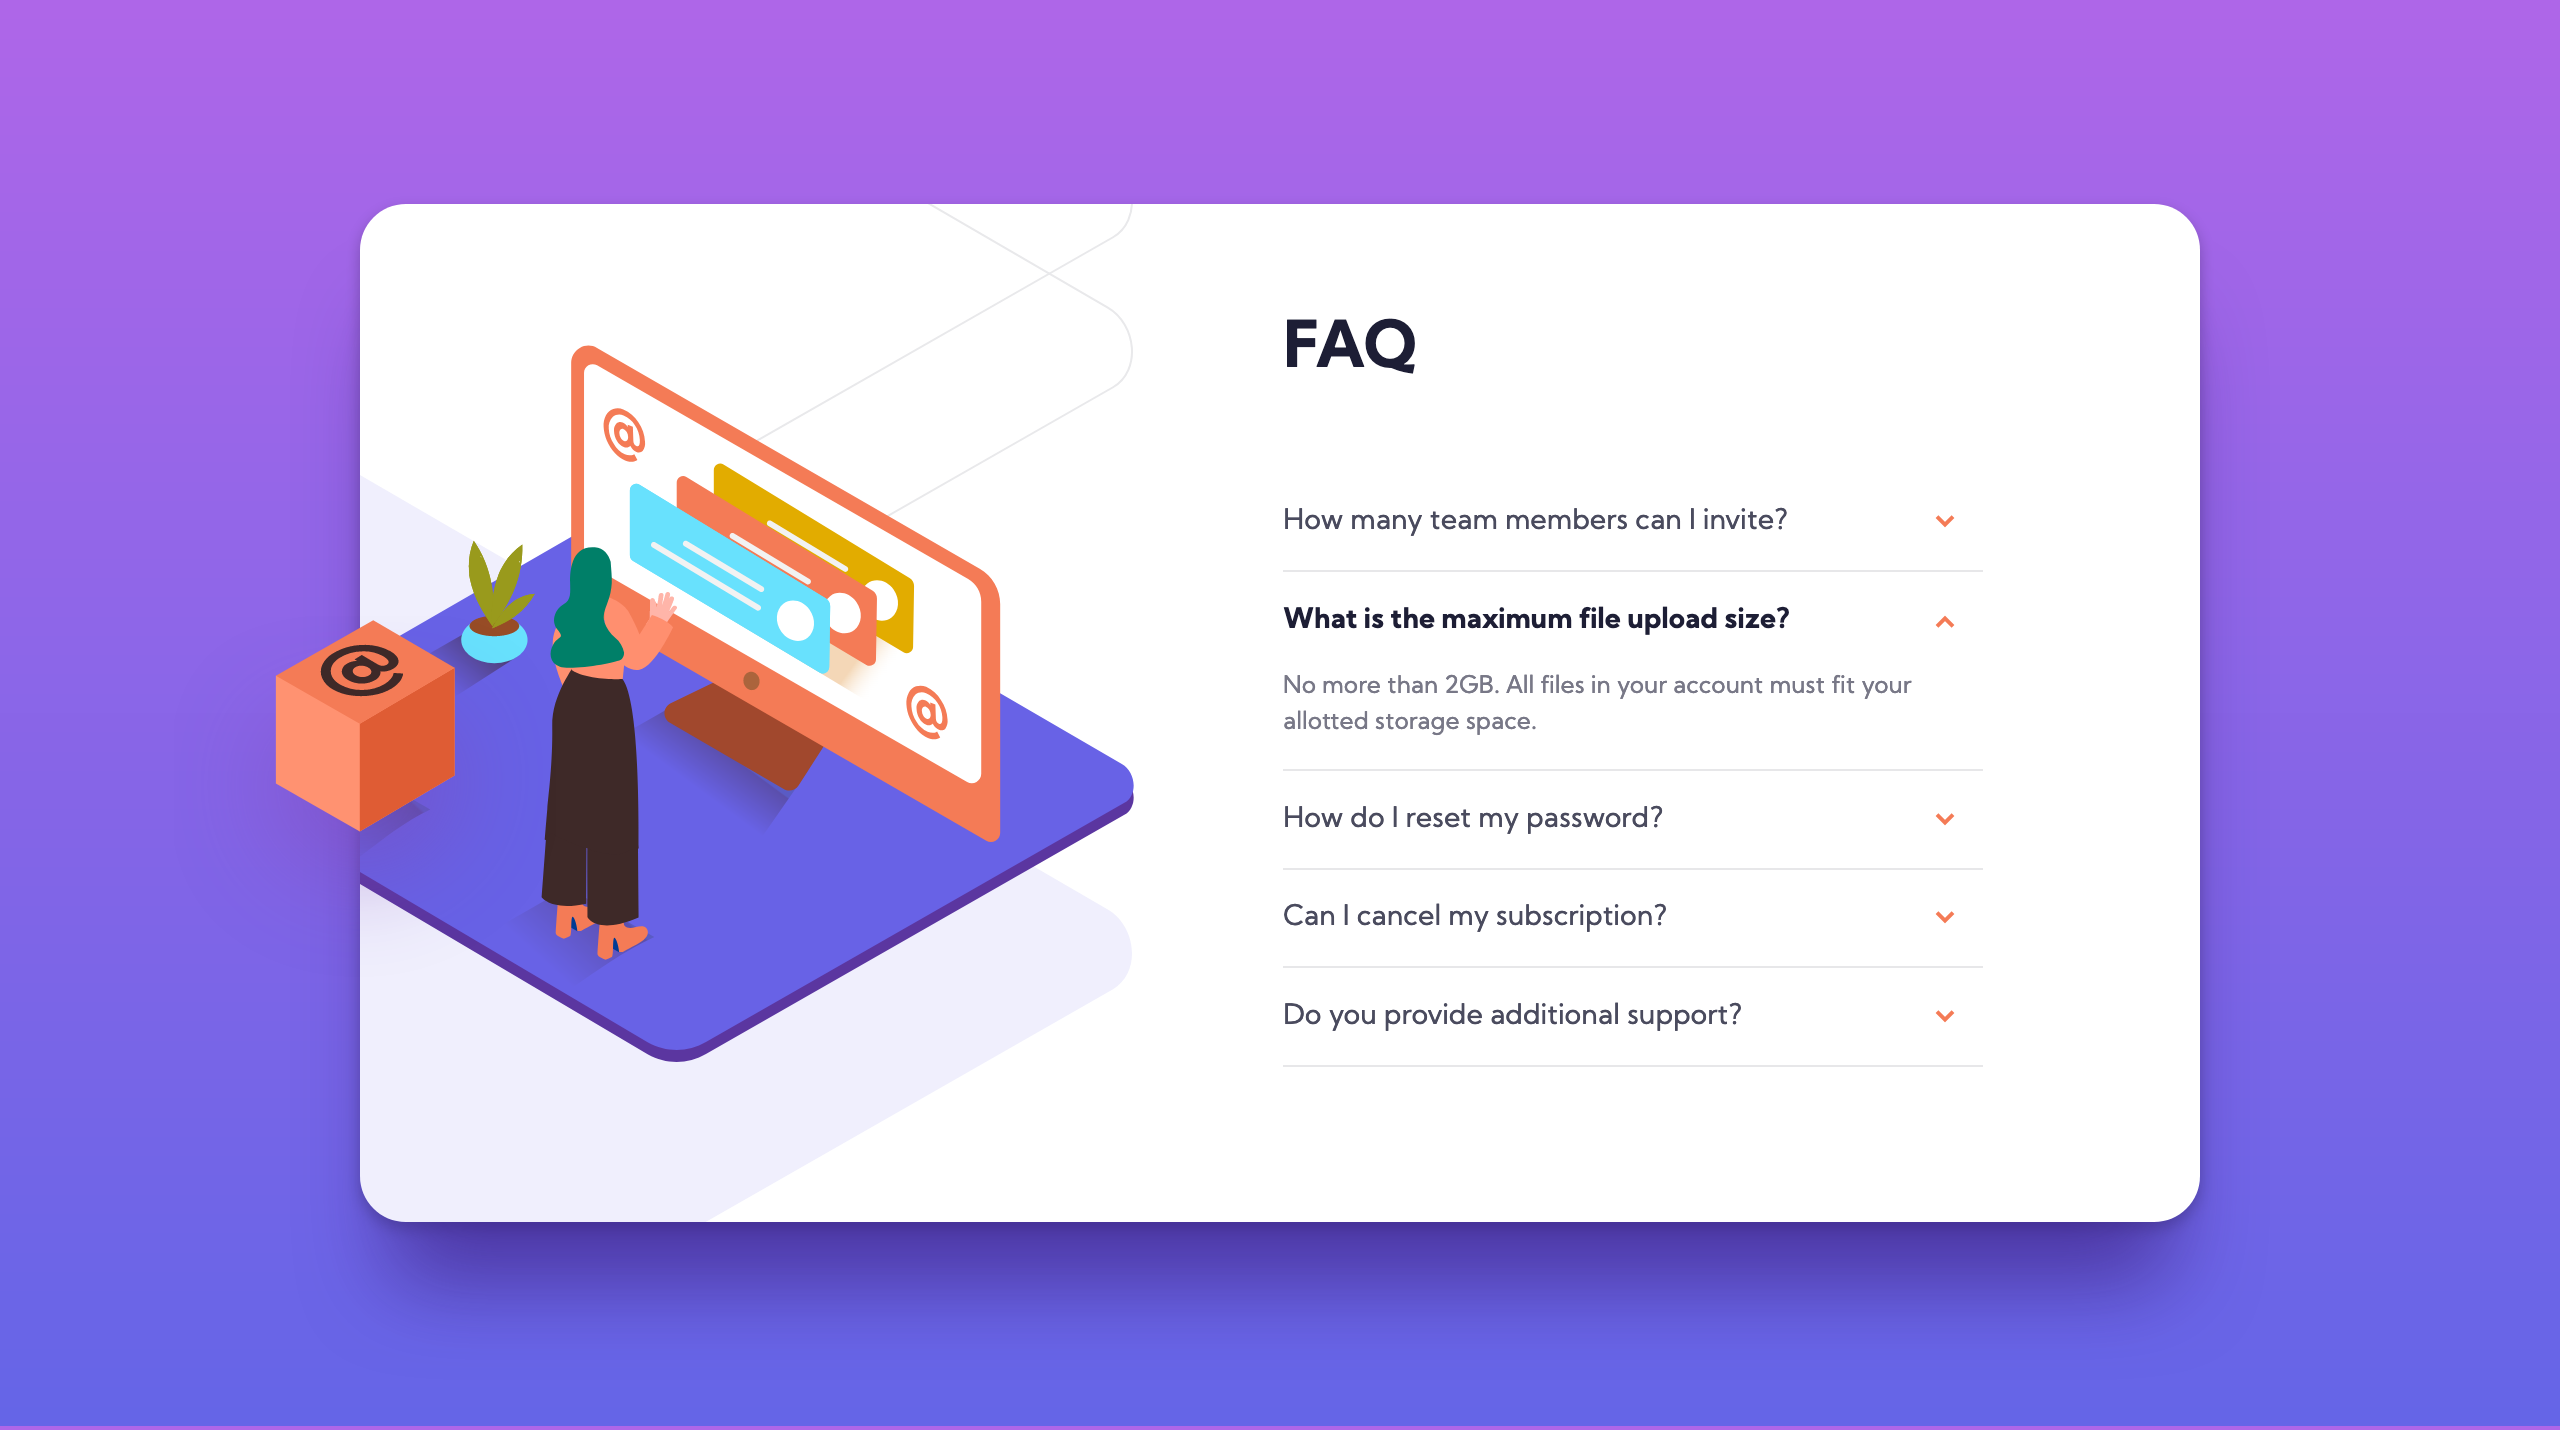 FAQ
How many team members can I invite?
What is the maximum file upload size?
No more than 2GB. All files in your account must fit your
allotted storage space.
How do I reset my password?
Can I cancel my subscription?
Do you provide additional support?
@
@
@